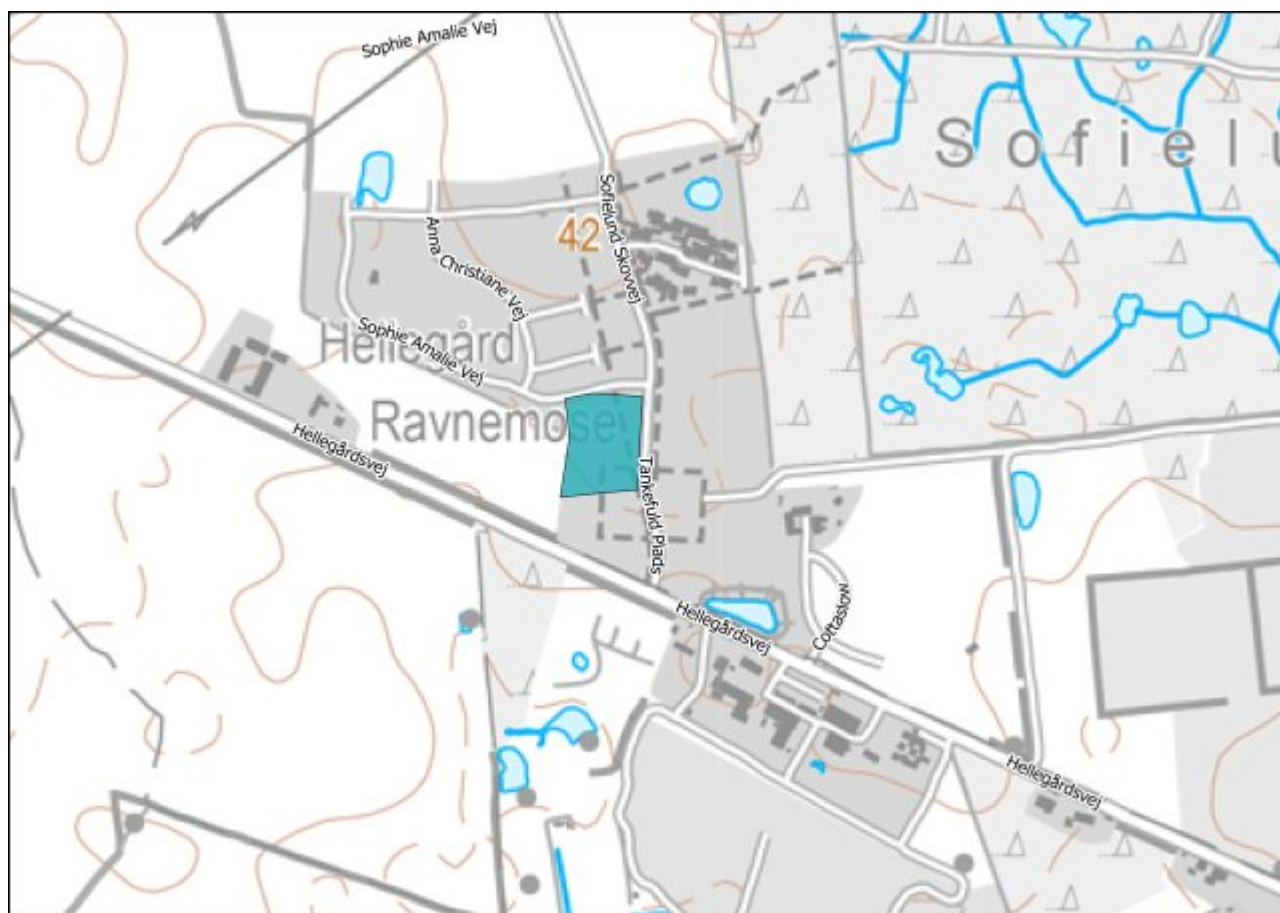 Sophie Amalie Vej
Sofielu
Sofielund Skovvej
42
Anna Christiane Vej
Hellegård
Sophie Amalie Vej
Ravnemose
Hellegårdsvej
Tankefuld Plads
Hellegårdsvej
Cottaslow
Hellegårdsvej